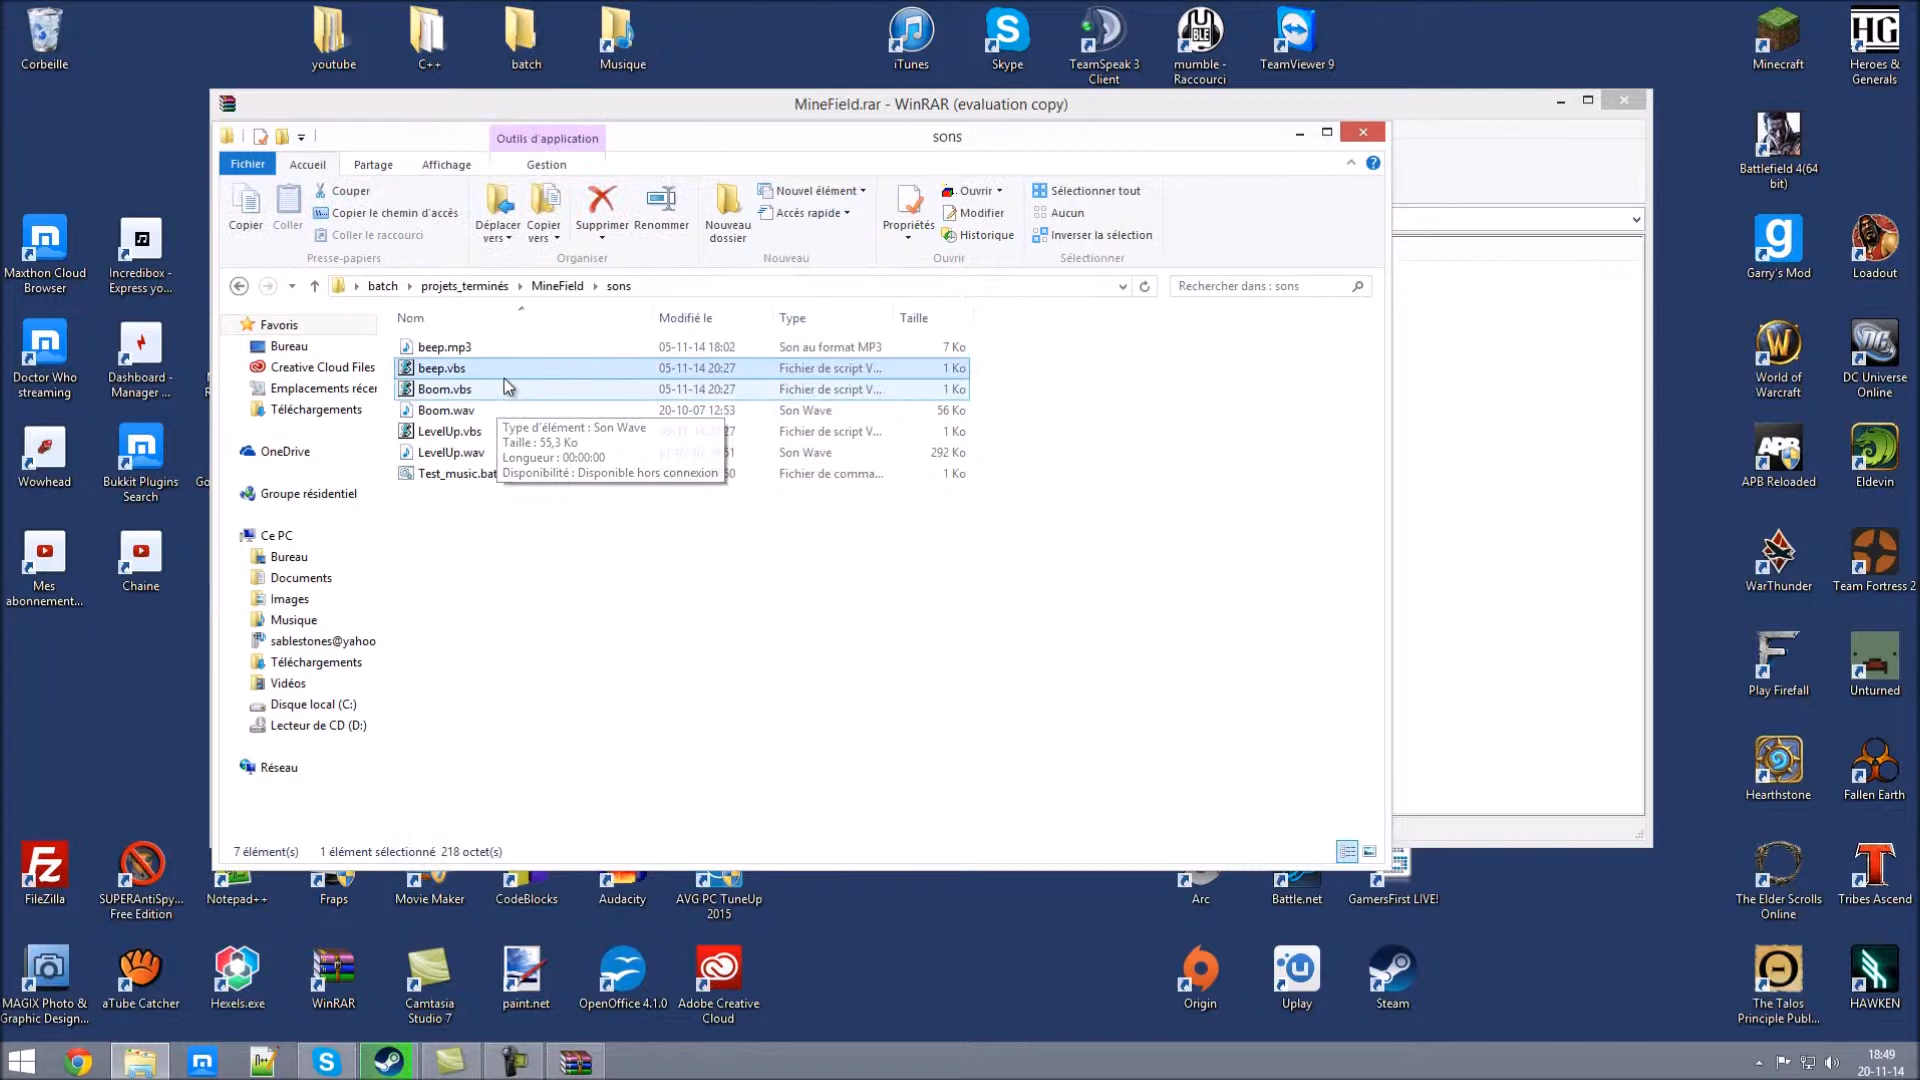 Corbeille
youtube
C++
batch
Musique
iTunes
Skype
TeamSpeak 3
Client
mumble -
Raccourci
TeamViewer 9
Minecraft
HG
Heroes &
Generals
MineField.rar - WinRAR (evaluation copy)
Outils d'application
sons
Fichier
Accueil
Partage
Affichage
Gestion
Copier
Coller
Couper
Copier le chemin d'accès
Coller le raccourci
Presse-papiers
Déplacer
vers
Copier
vers
Supprimer
Renommer
Organiser
Nouveau
dossier
Nouvel élément
Accès rapide
Nouveau
Propriétés
Ouvrir
Modifier
Historique
Ouvrir
Sélectionner tout
Aucun
Inverser la sélection
Sélectionner
batch
projets_terminés
MineField
sons
Rechercher dans : sons
Favoris
Bureau
Creative Cloud Files
Emplacements récer
Téléchargements
OneDrive
Groupe résidentiel
Ce PC
Bureau
Documents
Images
Musique
sablestones@yahoo
Téléchargements
Vidéos
Disque local (C:)
Lecteur de CD (D:)
Réseau
Nom Modifié le Type Taille
beep.mp3 05-11-14 18:02 Son au format MP3 7 Ko
beep.vbs 05-11-14 20:27 Fichier de script V... 1 Ko
Boom.vbs 05-11-14 20:27 Fichier de script V... 1 Ko
Boom.wav 20-10-07 12:53 Son Wave 56 Ko
LevelUp.vbs Fichier de script V... 1 Ko
LevelUp.wav Son Wave 292 Ko
Test_music.bat Fichier de comma... 1 Ko
Type d'élément : Son Wave
Taille : 55,3 Ko
Longueur : 00:00:00
Disponibilité : Disponible hors connexion
7 élément(s) 1 élément sélectionné 218 octet(s)
Maxthon Cloud
Browser
Incredibox -
Express yo...
Doctor Who
streaming
Dashboard -
Manager ...
Wowhead
Bukkit Plugins
Search
Mes
abonnement...
Chaine
Battlefield 4(64
bit)
Garry's Mod
Loadout
World of
Warcraft
DC Universe
Online
APB Reloaded
Eldevin
WarThunder
Team Fortress 2
Play Firefall
Unturned
Hearthstone
Fallen Earth
FileZilla
SUPERAntiSpy...
Free Edition
Notepad++
Fraps
Movie Maker
CodeBlocks
Audacity
AVG PC TuneUp
2015
Arc
Battle.net
GamersFirst LIVE!
The Elder Scrolls
Online
Tribes Ascend
MAGIX Photo &
Graphic Design...
aTube Catcher
Hexels.exe
WinRAR
Camtasia
Studio 7
paint.net
OpenOffice 4.1.0
Adobe Creative
Cloud
Origin
Uplay
Steam
The Talos
Principle Publ...
HAWKEN
18:49
20-11-14